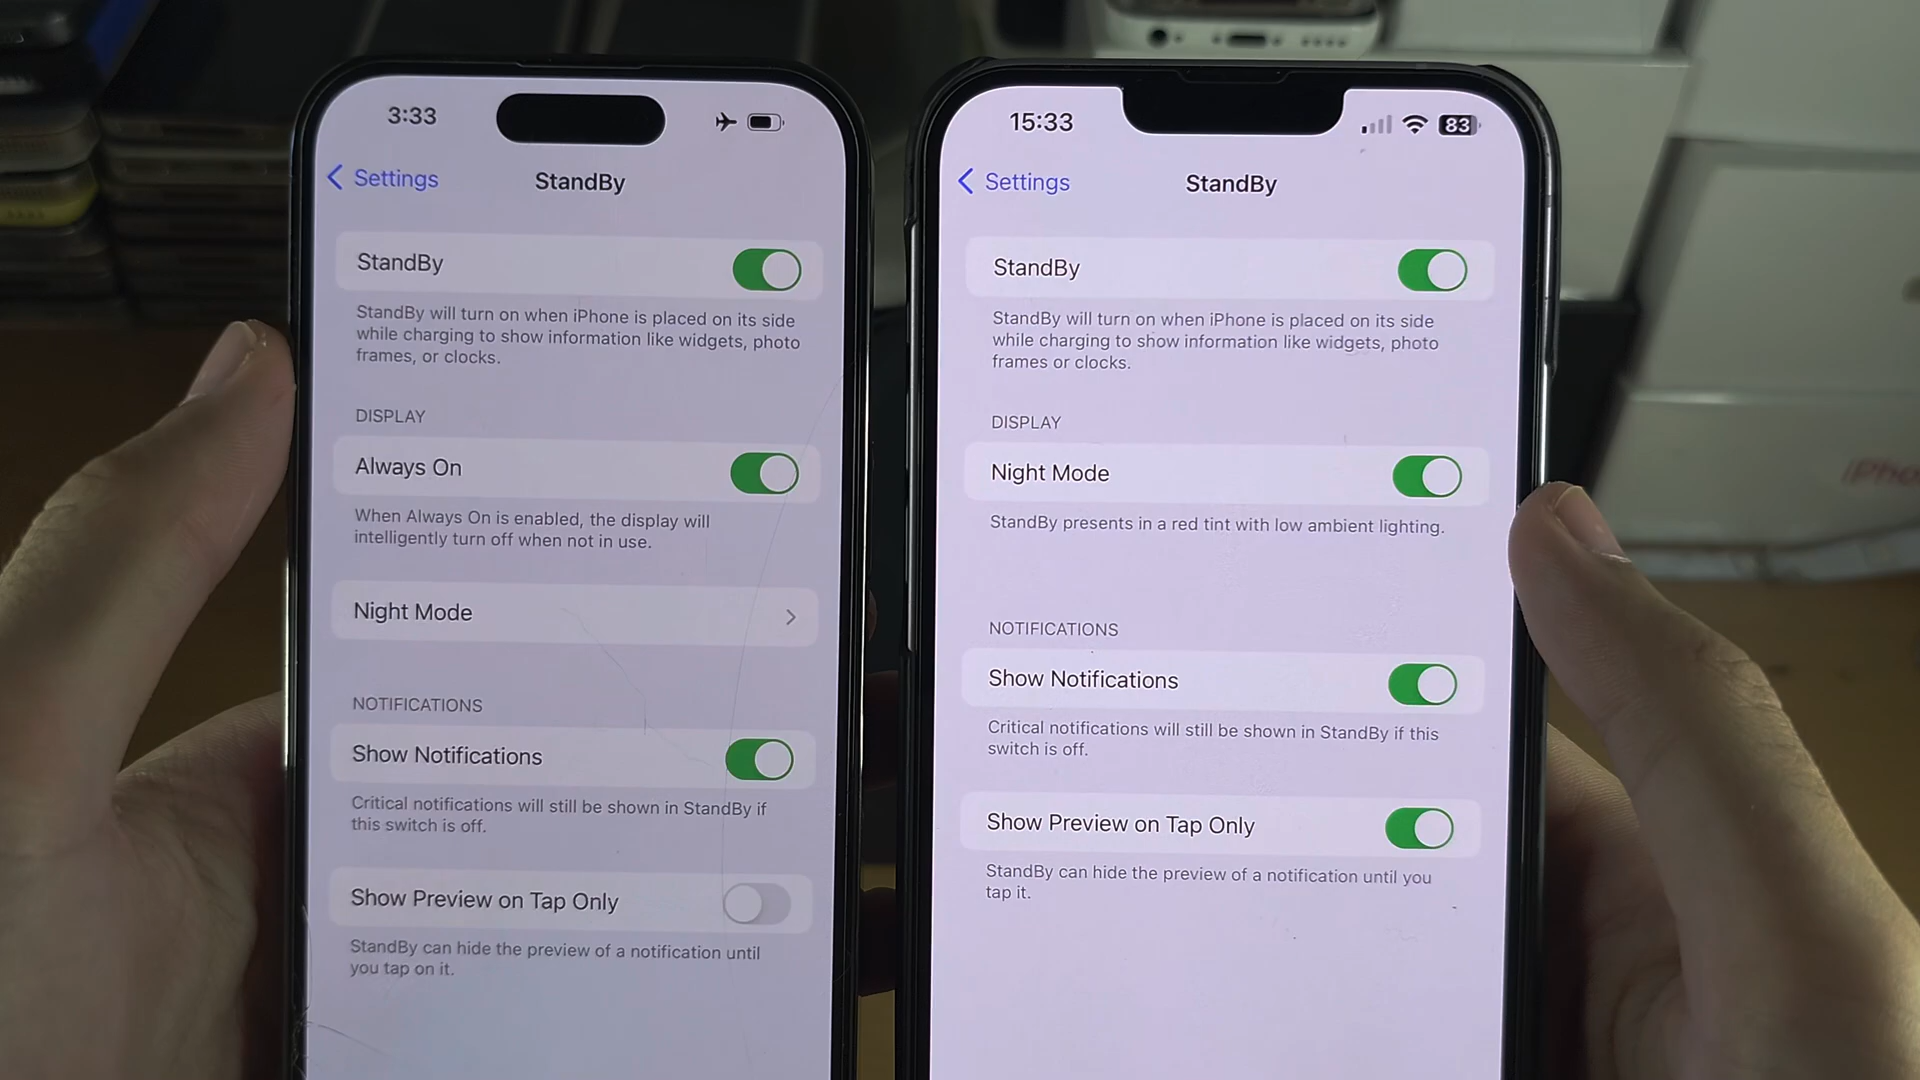 3:33
Settings
StandBy
StandBy
StandBy will turn on when iPhone is placed on its side
while charging to show information like widgets, photo
frames, or clocks.
DISPLAY
Always On
When Always On is enabled, the display will
intelligently turn off when not in use.
Night Mode
NOTIFICATIONS
Show Notifications
Critical notifications will still be shown in StandBy if
this switch is off.
Show Preview on Tap Only
StandBy can hide the preview of a notification until
you tap on it.
15:33
83
Settings
StandBy
StandBy
StandBy will turn on when iPhone is placed on its side
while charging to show information like widgets, photo
frames or clocks.
DISPLAY
Night Mode
StandBy presents in a red tint with low ambient lighting.
NOTIFICATIONS
Show Notifications
Critical notifications will still be shown in StandBy if this
switch is off.
Show Preview on Tap Only
StandBy can hide the preview of a notification until you
tap it.